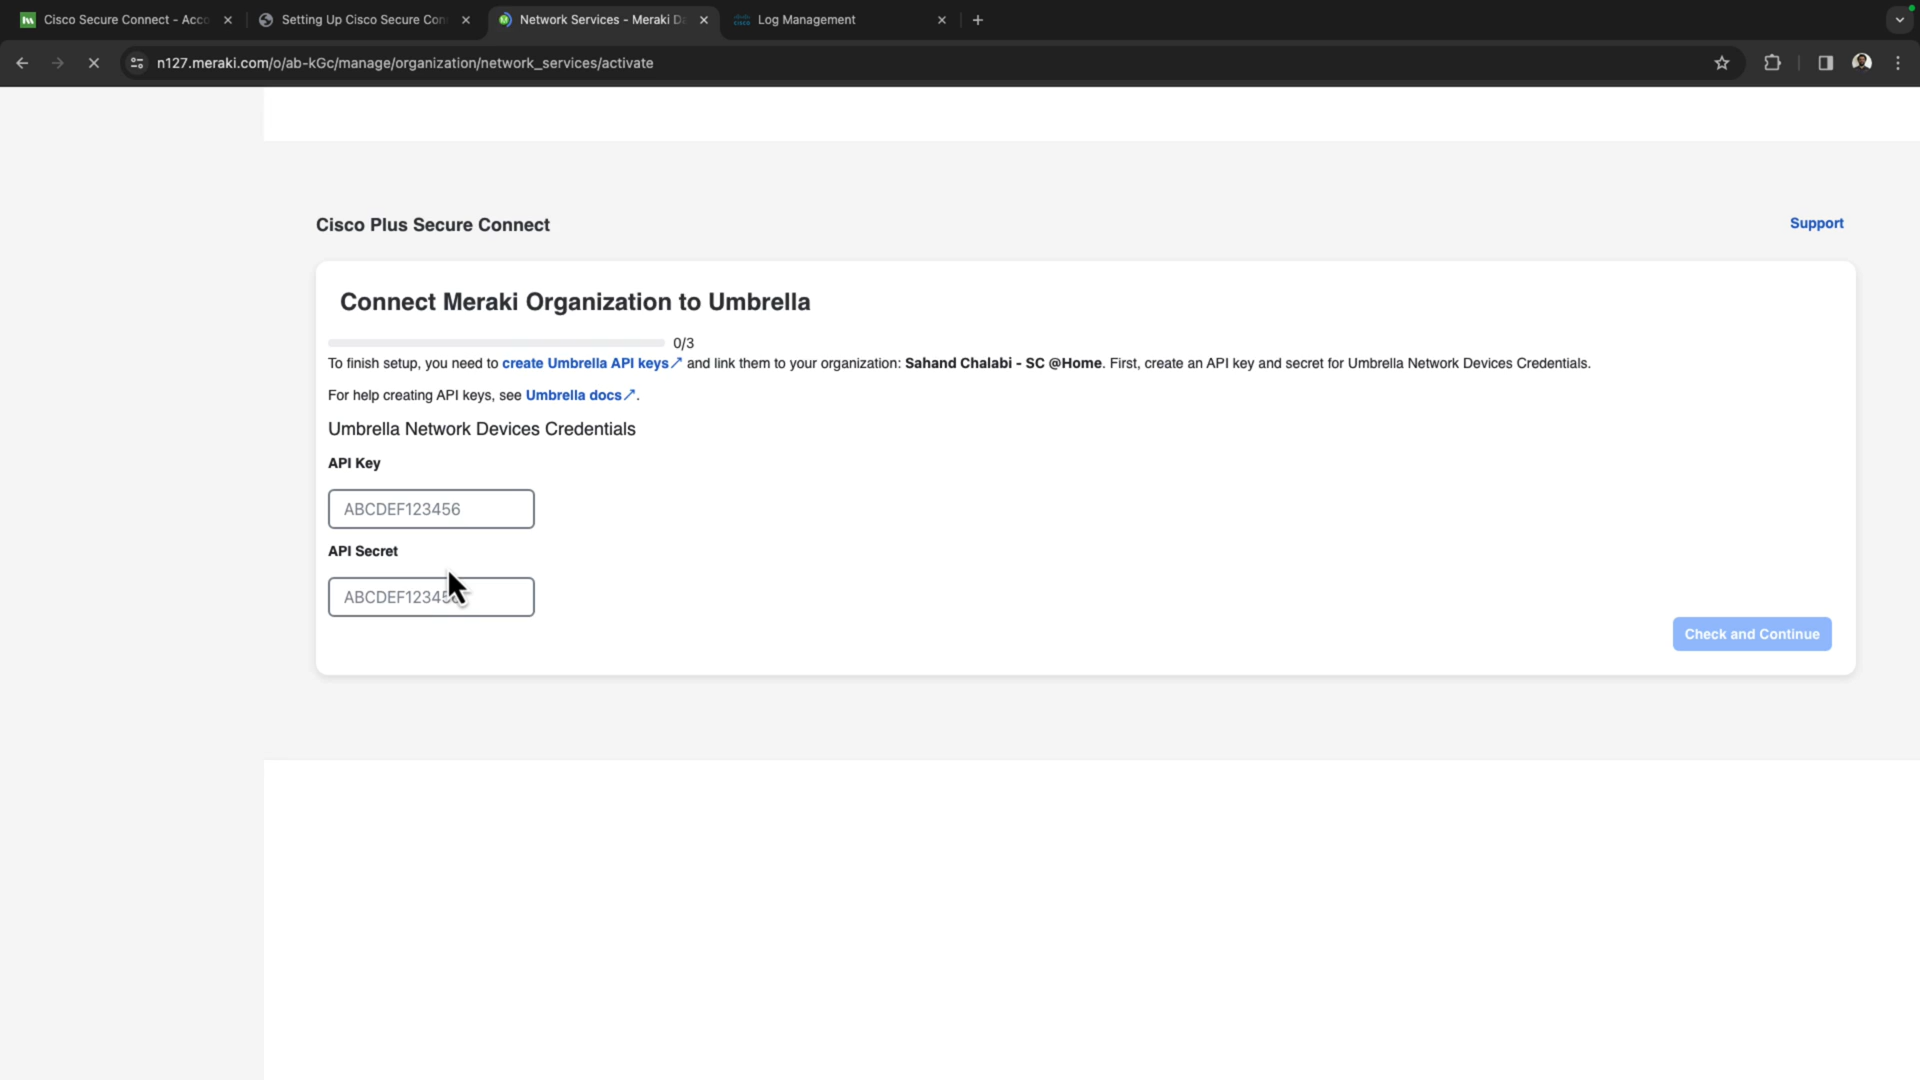 Cisco Secure Connect - Acco
Setting Up Cisco Secure Con
Network Services - Meraki Da
Log Management
n127.meraki.com/o/ab-kGc/manage/organization/network_services/activate
Cisco Plus Secure Connect
Support
Connect Meraki Organization to Umbrella
0/3
To finish setup, you need to create Umbrella API keys and link them to your organization: Sahand Chalabi - SC @Home. First, create an API key and secret for Umbrella Network Devices Credentials.
For help creating API keys, see Umbrella docs.
Umbrella Network Devices Credentials
API Key
ABCDEF123456
API Secret
ABCDEF123456
Check and Continue